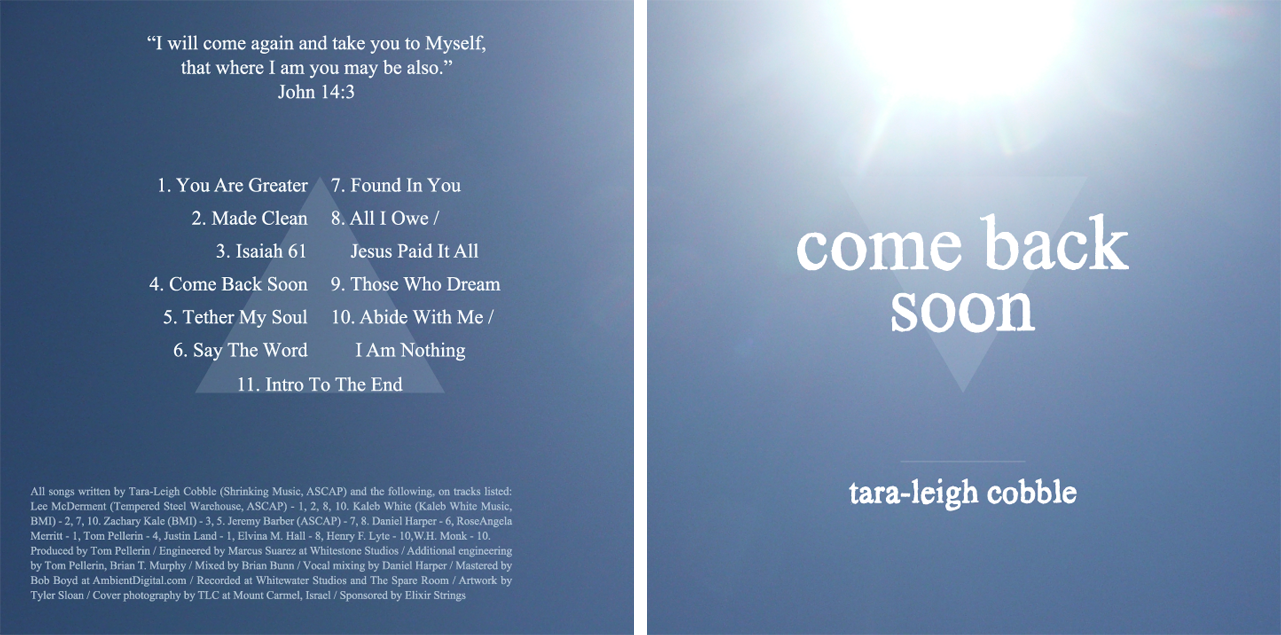 “I will come again and take you to Myself,
that where I am you may be also.”
John 14:3
1. You Are Greater
2. Made Clean
3. Isaiah 61
4. Come Back Soon
5. Tether My Soul
6. Say The Word
7. Found In You
8. All I Owe /
Jesus Paid It All
9. Those Who Dream
10. Abide With Me /
I Am Nothing
11. Intro To The End
All songs written by Tara-Leigh Cobble (Shrinking Music, ASCAP) and the following, on tracks listed:
Lee McDerment (Tempered Steel Warehouse, ASCAP) - 1, 2, 8, 10. Kaleb White (Kaleb White Music,
BMI) - 2, 7, 10. Zachary Kale (BMI) - 3, 5. Jeremy Barber (ASCAP) - 7, 8. Daniel Harper - 6, RoseAngela
Merritt - 1, Tom Pellerin - 4, Justin Land - 1, Elvina M. Hall - 8, Henry F. Lyte - 10,W.H. Monk - 10.
Produced by Tom Pellerin / Engineered by Marcus Suarez at Whitestone Studios / Additional engineering
by Tom Pellerin, Brian T. Murphy / Mixed by Brian Bunn / Vocal mixing by Daniel Harper / Mastered by
Bob Boyd at AmbientDigital.com / Recorded at Whitewater Studios and The Spare Room / Artwork by
Tyler Sloan / Cover photography by TLC at Mount Carmel, Israel / Sponsored by Elixir Strings
come back
soon
tara-leigh cobble